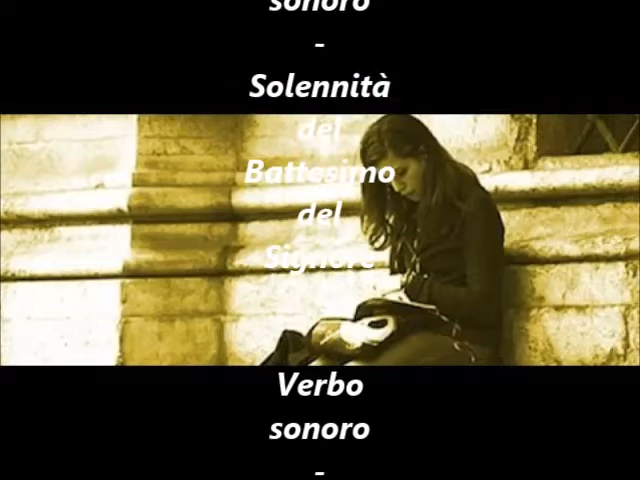 sonoro
-
Solennità
del
Battesimo
del
Signore
Verbo
sonoro
-